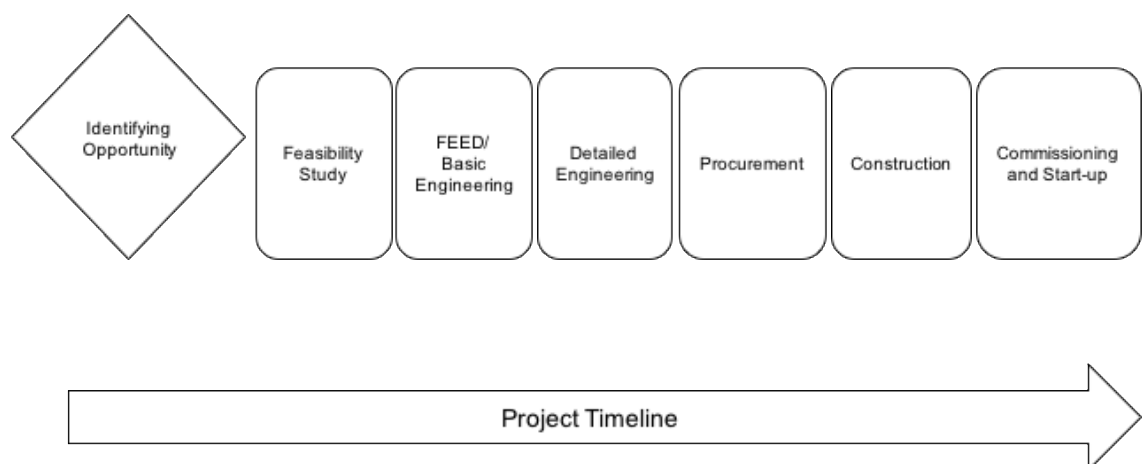 Identifying
Opportunity
Feasibility
Study
FEED/
Basic
Engineering
Detailed
Engineering
Procurement
Construction
Commissioning
and Start-up
Project Timeline